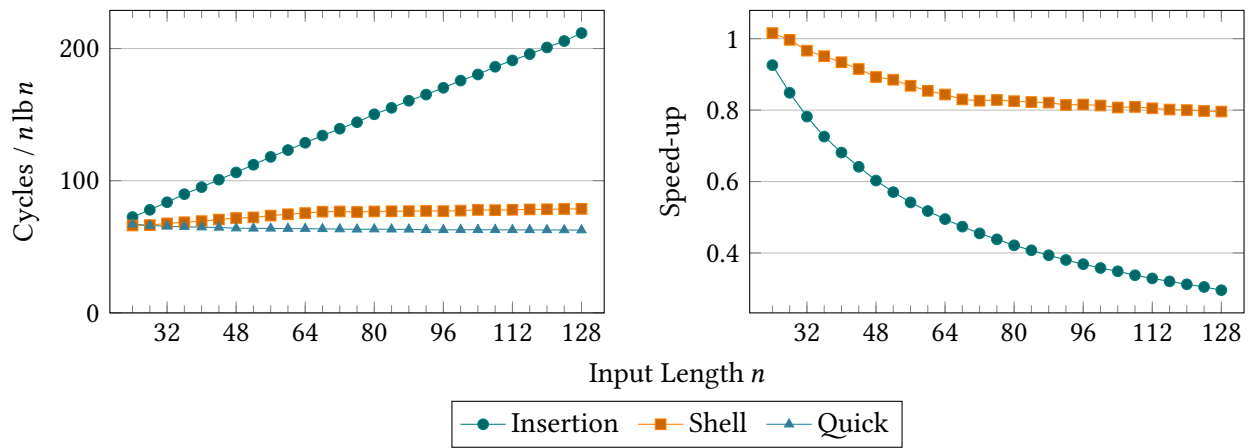 Cycles / n lb n
200
100
0
32 48 64 80 96 112 128
Speed-up
1
0.8
0.6
0.4
32 48 64 80 96 112 128
Input Length n
Insertion Shell Quick